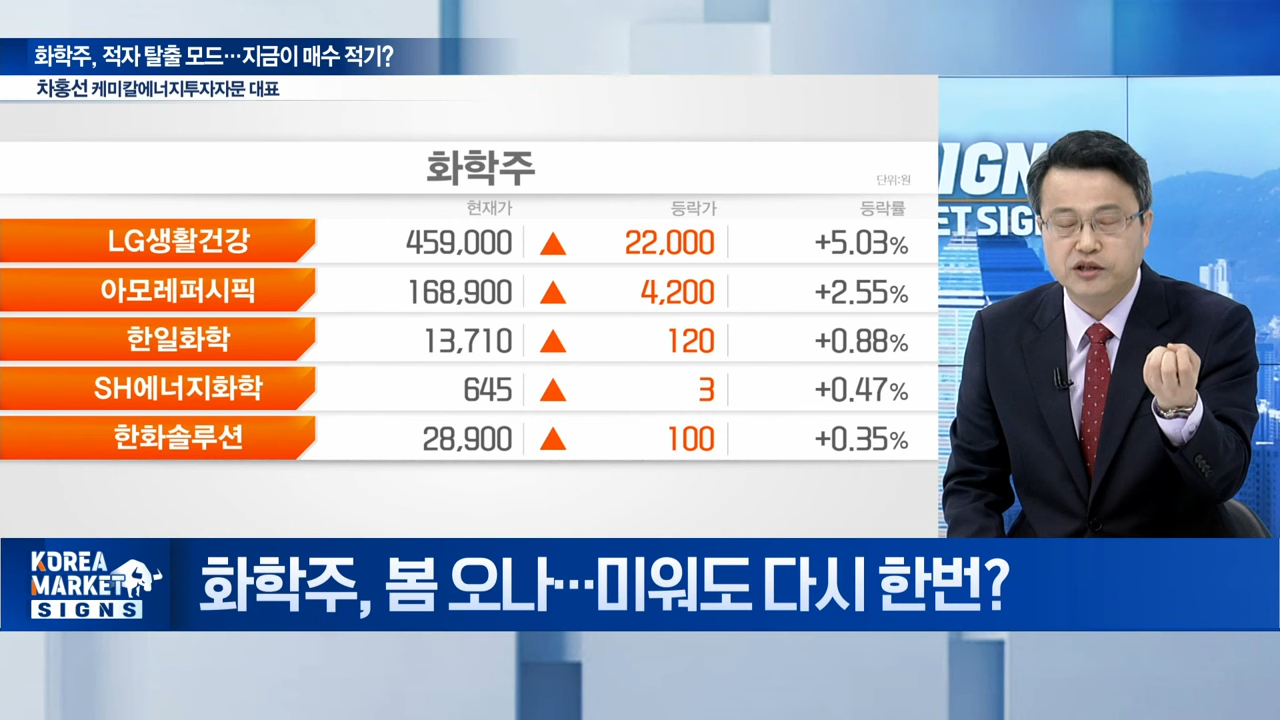 화학주, 적자 탈출 모드…지금이 매수 적기?
차홍선 케미칼에너지투자자문 대표
화학주
단위:원
현재가 등락가 등락률
LG생활건강 459,000 ▲ 22,000 +5.03%
아모레퍼시픽 168,900 ▲ 4,200 +2.55%
한일화학 13,710 ▲ 120 +0.88%
SH에너지화학 645 ▲ 3 +0.47%
한화솔루션 28,900 ▲ 100 +0.35%
IGN
ET SIG
KOREA
MARKET
SIGNS
화학주, 봄 오나…미워도 다시 한번?